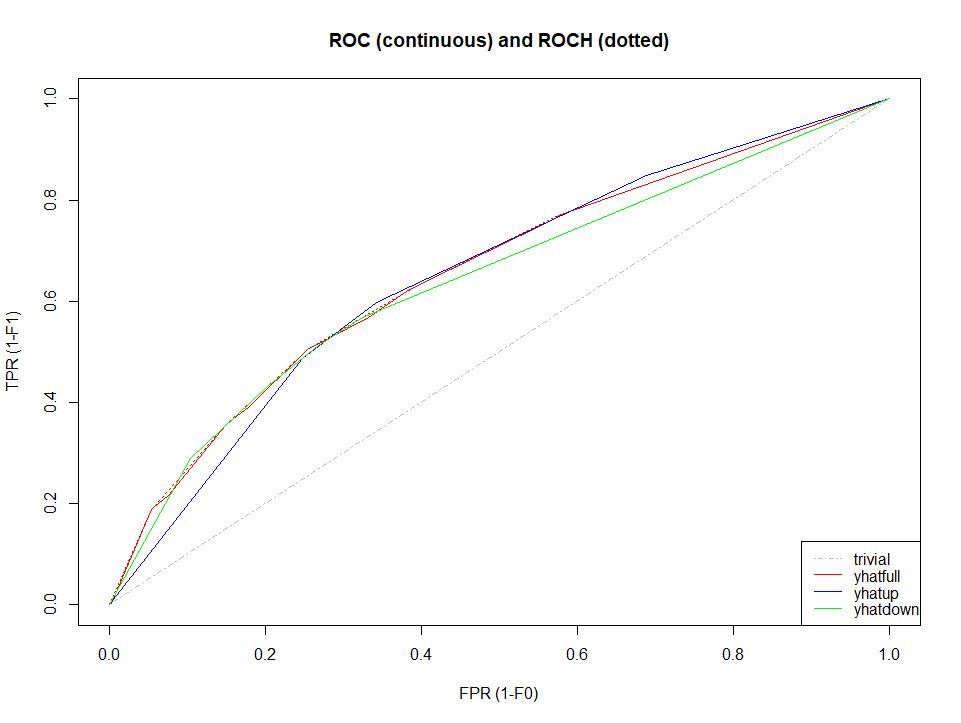 ROC (continuous) and ROCH (dotted)
TPR (1-F1)
1.0
0.8
0.6
0.4
0.2
0.0
0.0 0.2 0.4 0.6 0.8 1.0
FPR (1-F0)
trivial
yhatfull
yhatup
yhatdown